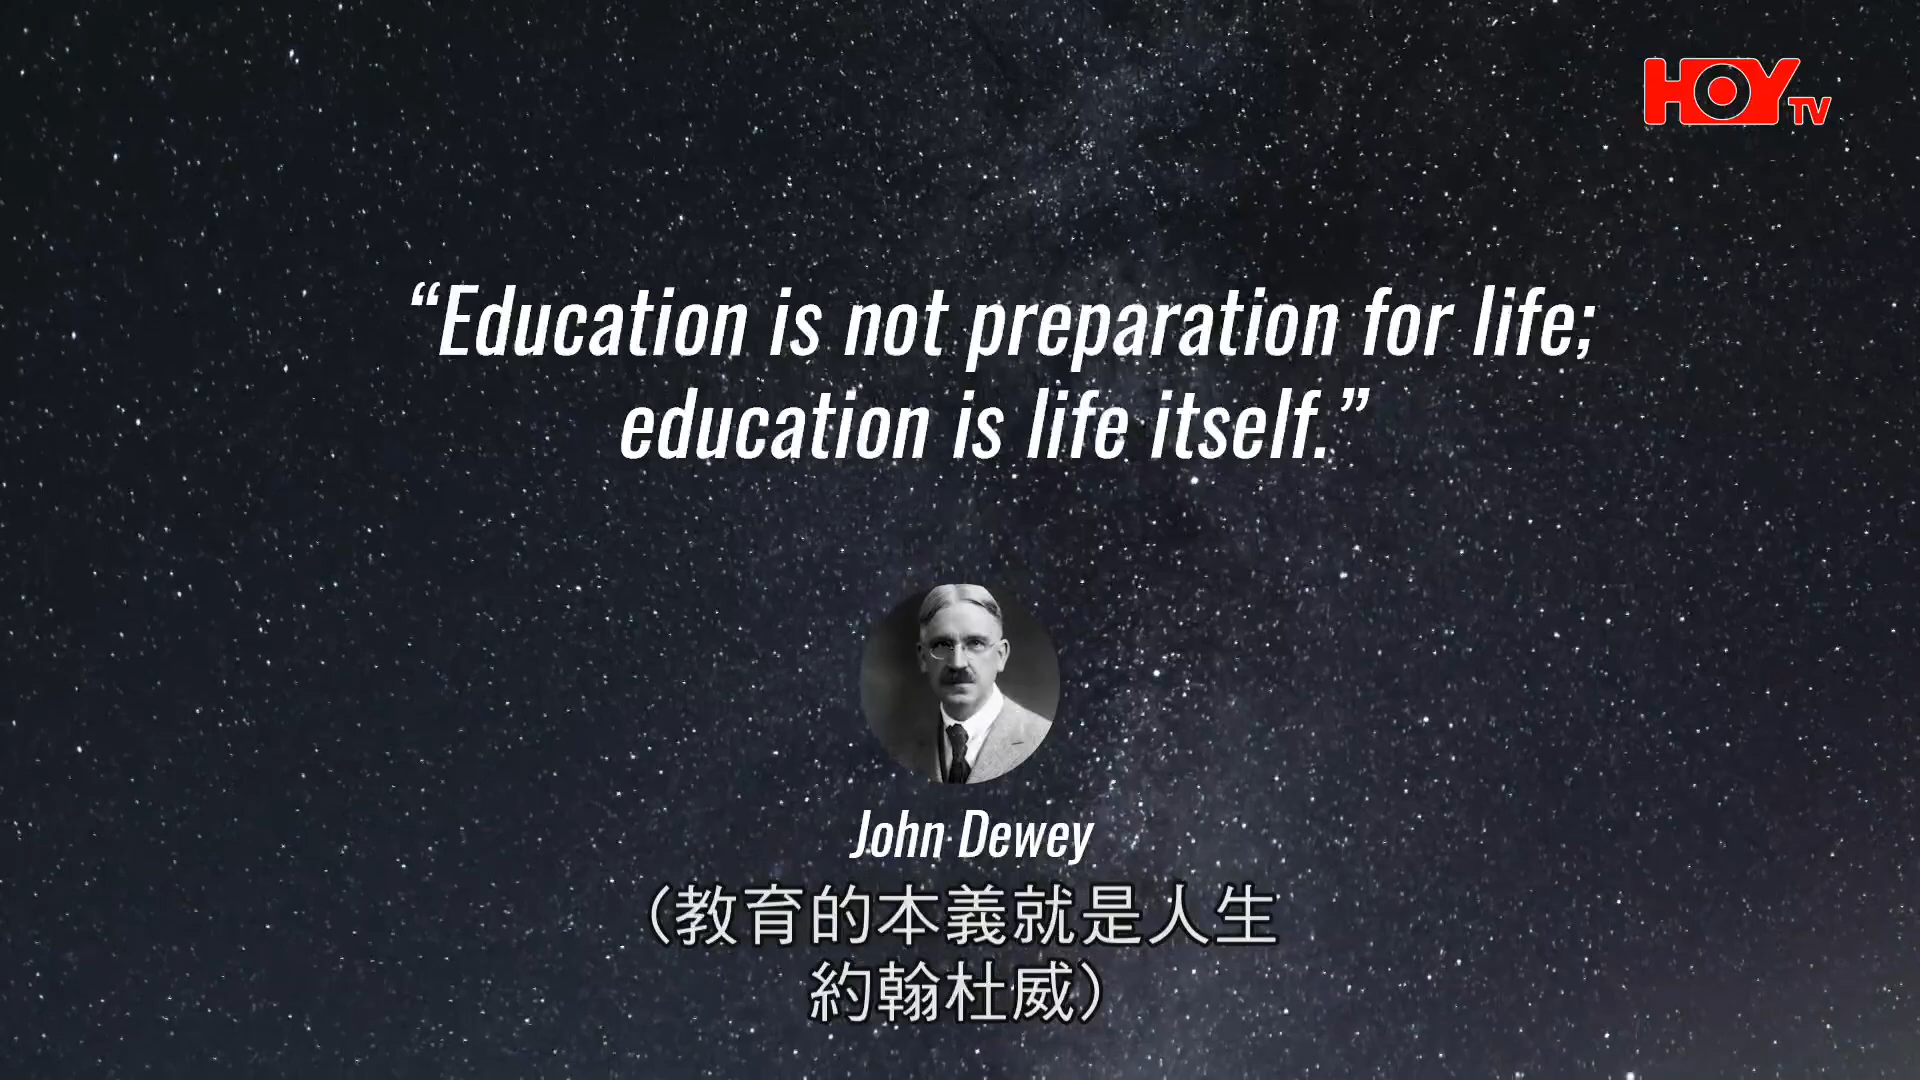 HOY TV
“Education is not preparation for life;
education is life itself.”
John Dewey
（教育的本義就是人生
約翰杜威）